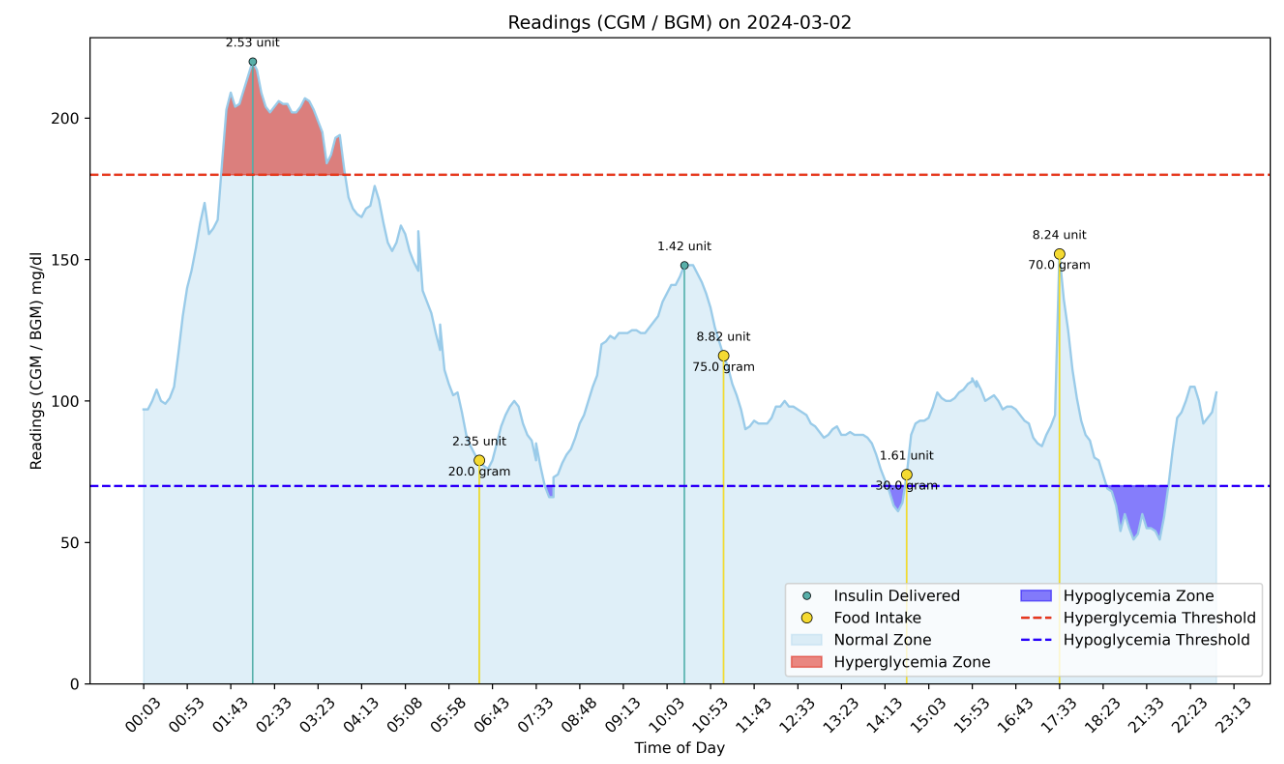 Readings (CGM / BGM) on 2024-03-02
2.53 unit
8.24 unit
70.0 gram
1.42 unit
8.82 unit
75.0 gram
2.35 unit
20.0 gram
1.61 unit
30.0 gram
Readings (CGM / BGM) mg/dl
200
150
100
50
0
Insulin Delivered
Food Intake
Normal Zone
Hyperglycemia Zone
Hypoglycemia Zone
Hyperglycemia Threshold
Hypoglycemia Threshold
00:03 00:53 01:43 02:33 03:23 04:13 05:08 05:58 06:43 07:33 08:48 09:13 10:03 10:53 11:43 12:33 13:23 14:13 15:03 15:53 16:43 17:33 18:23 21:33 22:23 23:13
Time of Day